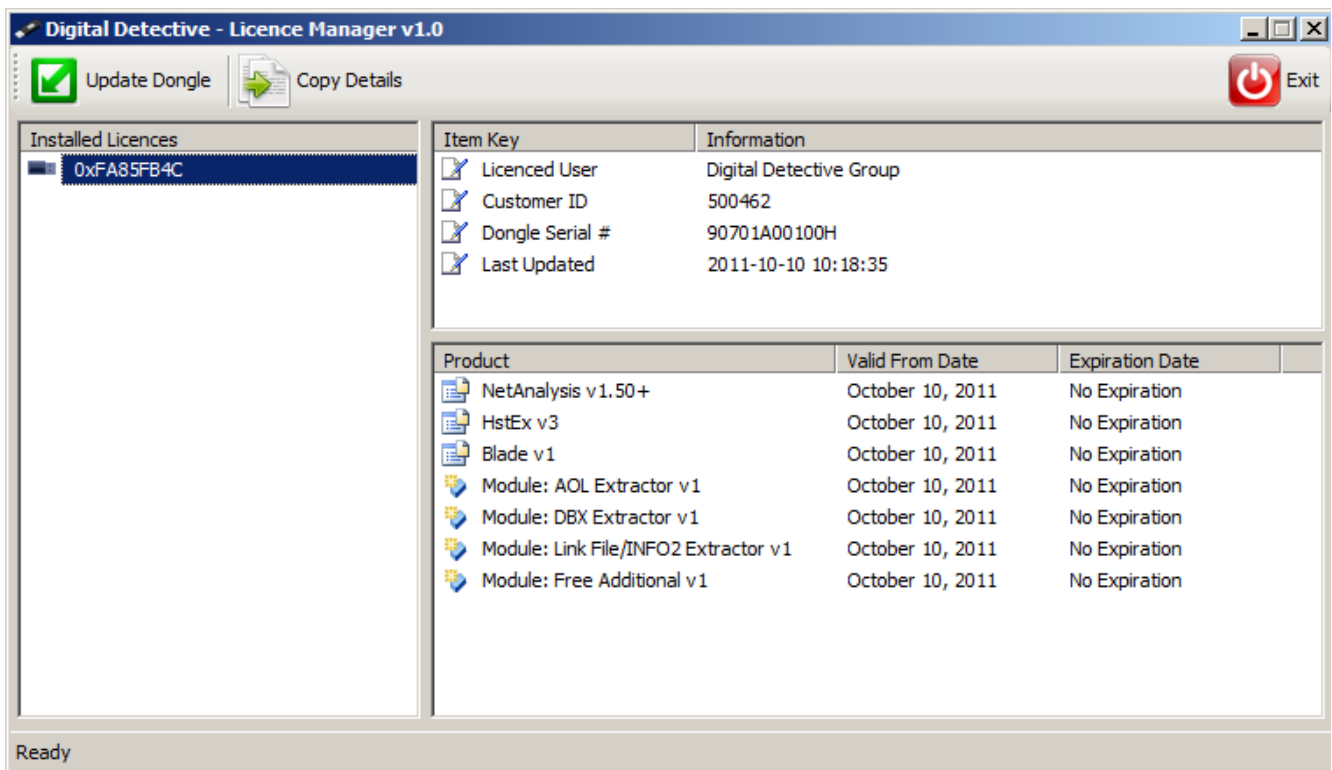 Digital Detective - Licence Manager v1.0
Update Dongle Copy Details Exit
Installed Licences
0xFA85FB4C
Item Key Information
Licenced User Digital Detective Group
Customer ID 500462
Dongle Serial # 90701A00100H
Last Updated 2011-10-10 10:18:35
Product Valid From Date Expiration Date
NetAnalysis v1.50+ October 10, 2011 No Expiration
HstEx v3 October 10, 2011 No Expiration
Blade v1 October 10, 2011 No Expiration
Module: AOL Extractor v1 October 10, 2011 No Expiration
Module: DBX Extractor v1 October 10, 2011 No Expiration
Module: Link File/INFO2 Extractor v1 October 10, 2011 No Expiration
Module: Free Additional v1 October 10, 2011 No Expiration
Ready